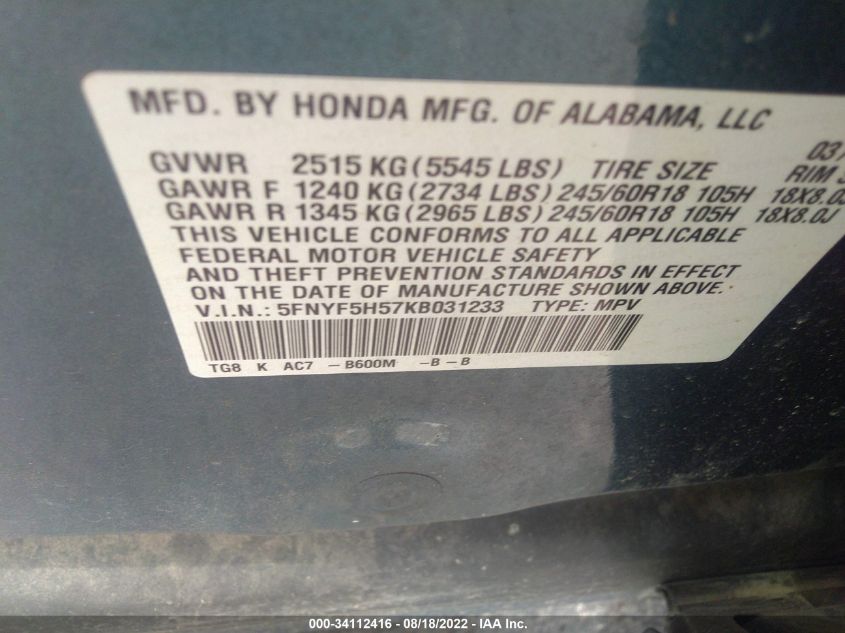 MFD. BY HONDA MFG. OF ALABAMA, LLC
GVWR 2515 KG (5545 LBS) TIRE SIZE RIM
GAWR F 1240 KG (2734 LBS) 245/60R18 105H 18X8.0J
GAWR R 1345 KG (2965 LBS) 245/60R18 105H 18X8.0J
THIS VEHICLE CONFORMS TO ALL APPLICABLE
FEDERAL MOTOR VEHICLE SAFETY
AND THEFT PREVENTION STANDARDS IN EFFECT
ON THE DATE OF MANUFACTURE SHOWN ABOVE.
V.I.N.: 5FNYF5H57KB031233 TYPE: MPV
TG8 K AC7 -B600M -B-B
000-34112416 - 08/18/2022 - IAA Inc.